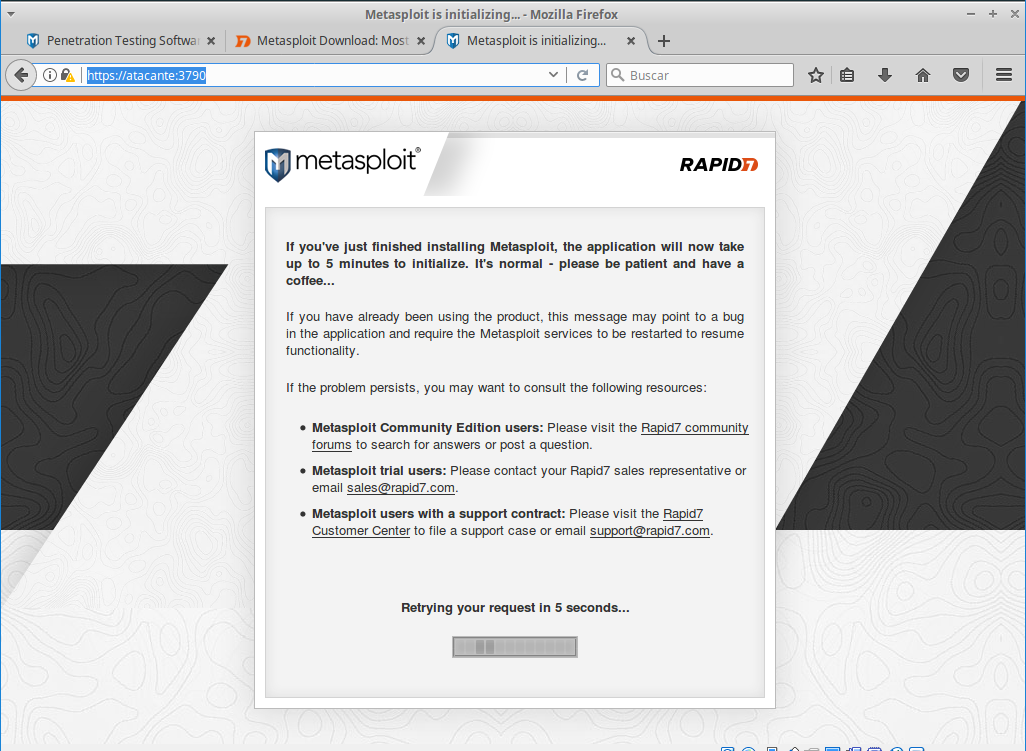 Metasploit is initializing... - Mozilla Firefox
Penetration Testing Softwar
Metasploit Download: Most
Metasploit is initializing...
https://atacante:3790
Buscar
metasploit®
RAPID7
If you've just finished installing Metasploit, the application will now take
up to 5 minutes to initialize. It's normal - please be patient and have a
coffee...
If you have already been using the product, this message may point to a bug
in the application and require the Metasploit services to be restarted to resume
functionality.
If the problem persists, you may want to consult the following resources:
• Metasploit Community Edition users: Please visit the Rapid7 community
forums to search for answers or post a question.
• Metasploit trial users: Please contact your Rapid7 sales representative or
email sales@rapid7.com.
• Metasploit users with a support contract: Please visit the Rapid7
Customer Center to file a support case or email support@rapid7.com.
Retrying your request in 5 seconds...